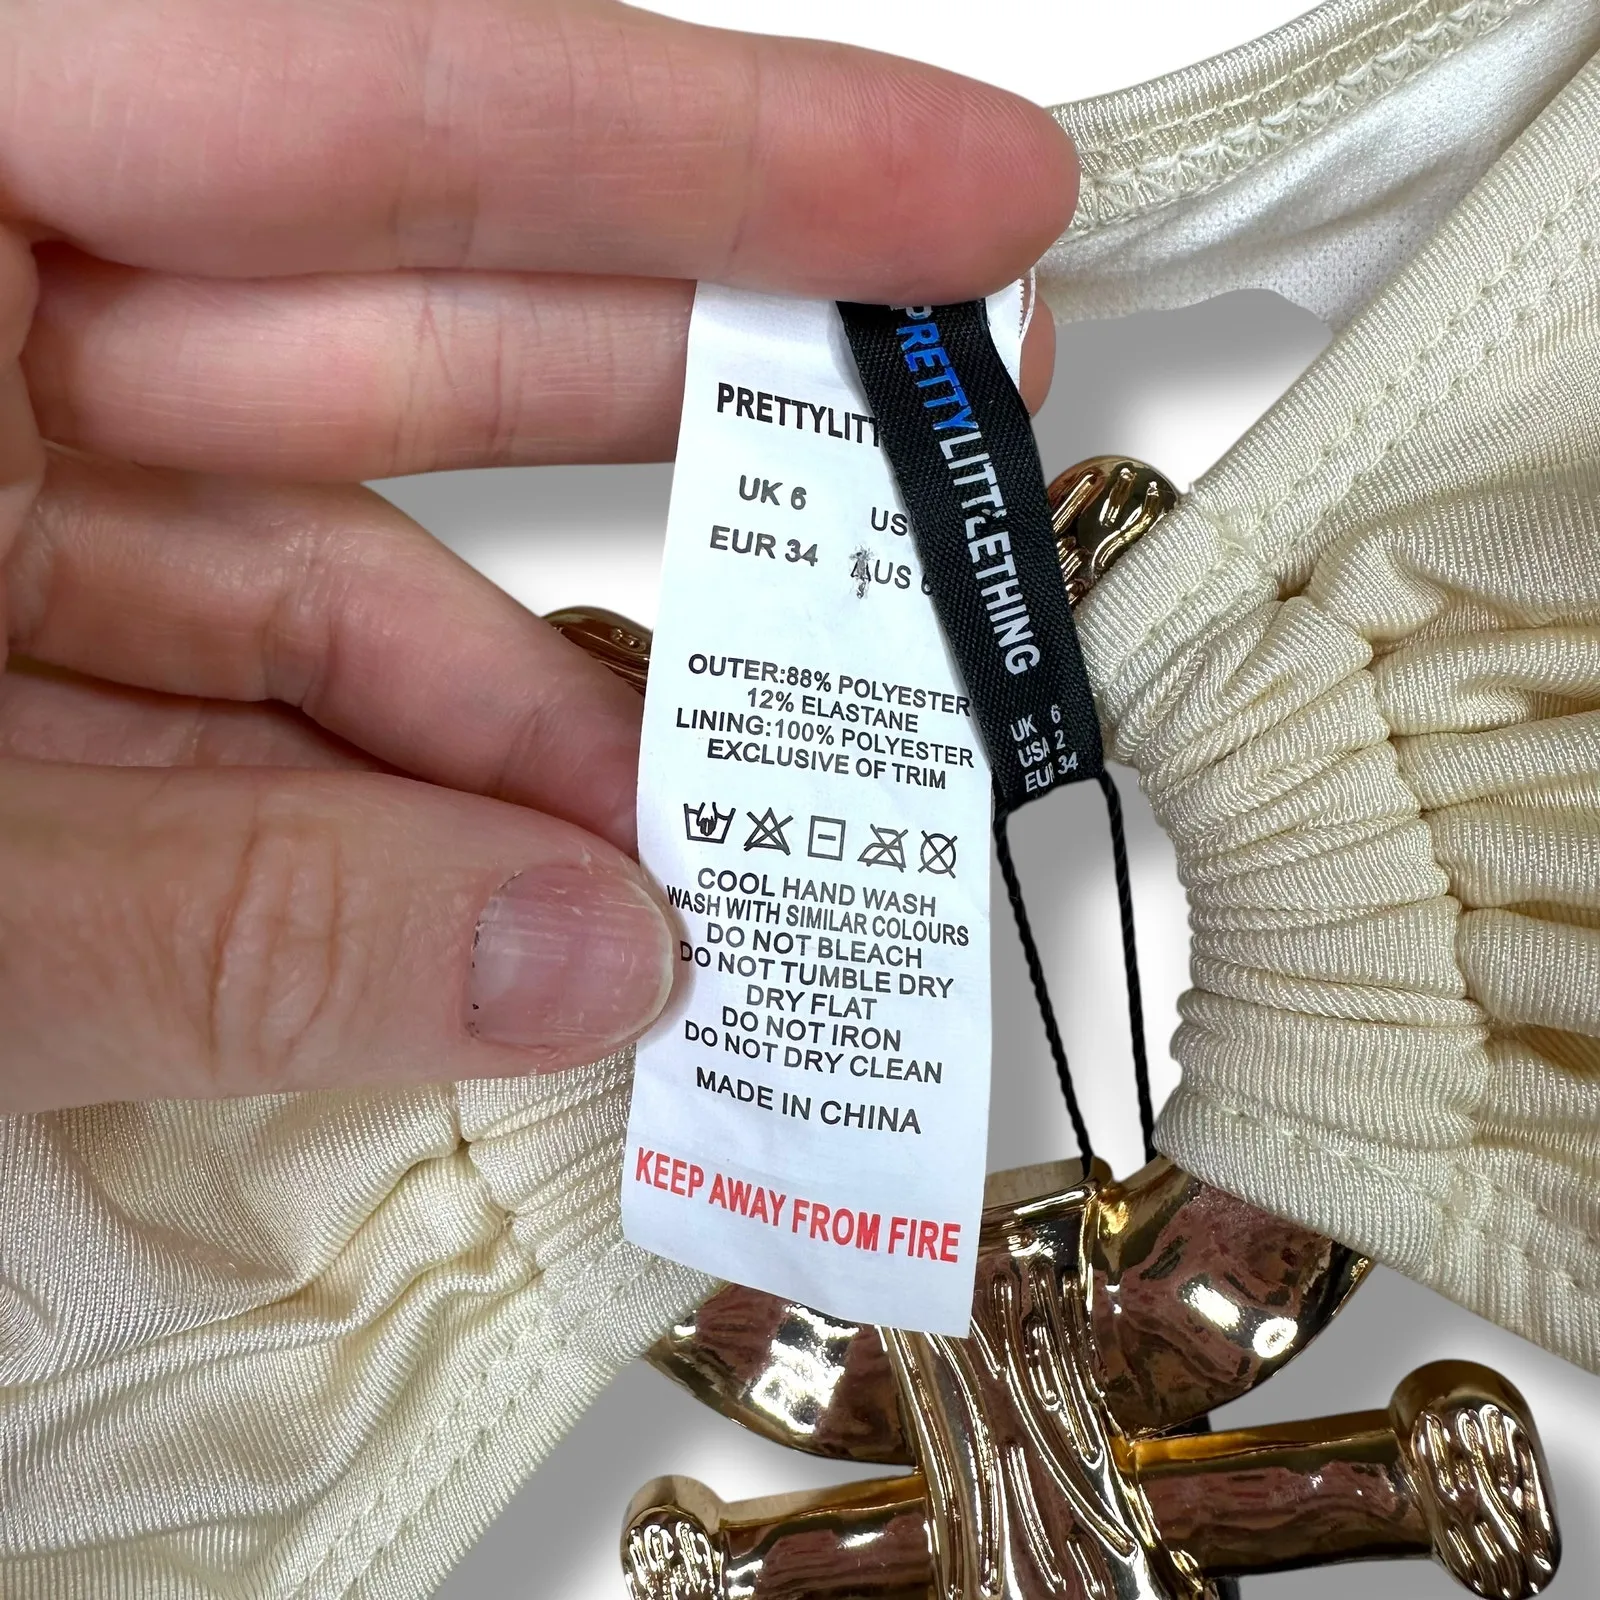 PRETTYLITT
UK 6 US
EUR 34 AUS 6
OUTER:88% POLYESTER
12% ELASTANE
LINING:100% POLYESTER
EXCLUSIVE OF TRIM
COOL HAND WASH
WASH WITH SIMILAR COLOURS
DO NOT BLEACH
DO NOT TUMBLE DRY
DRY FLAT
DO NOT IRON
DO NOT DRY CLEAN
MADE IN CHINA
KEEP AWAY FROM FIRE
PRETTYLITTLETHING
UK 6
USA 2
EUR 34